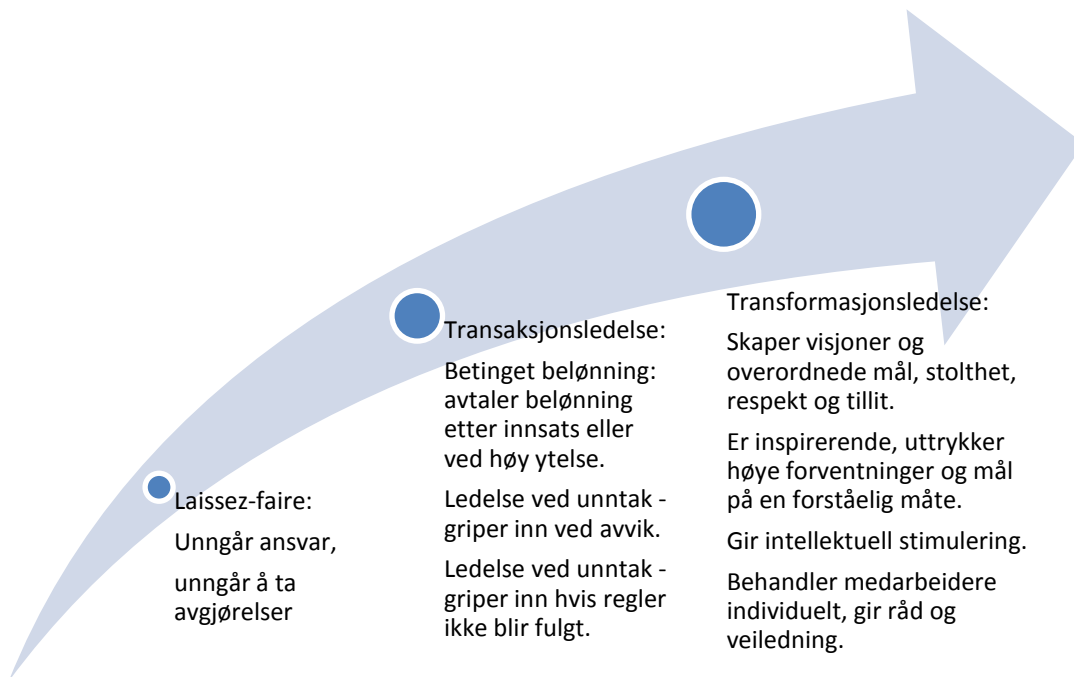 Laissez-faire:
Unngår ansvar,
unngår å ta
avgjørelser
Transaksjonsledelse:
Betinget belønning:
avtaler belønning
etter innsats eller
ved høy ytelse.
Ledelse ved unntak -
griper inn ved avvik.
Ledelse ved unntak -
griper inn hvis regler
ikke blir fulgt.
Transformasjonsledelse:
Skaper visjoner og
overordnede mål, stolthet,
respekt og tillit.
Er inspirerende, uttrykker
høye forventninger og mål
på en forståelig måte.
Gir intellektuell stimulering.
Behandler medarbeidere
individuelt, gir råd og
veiledning.